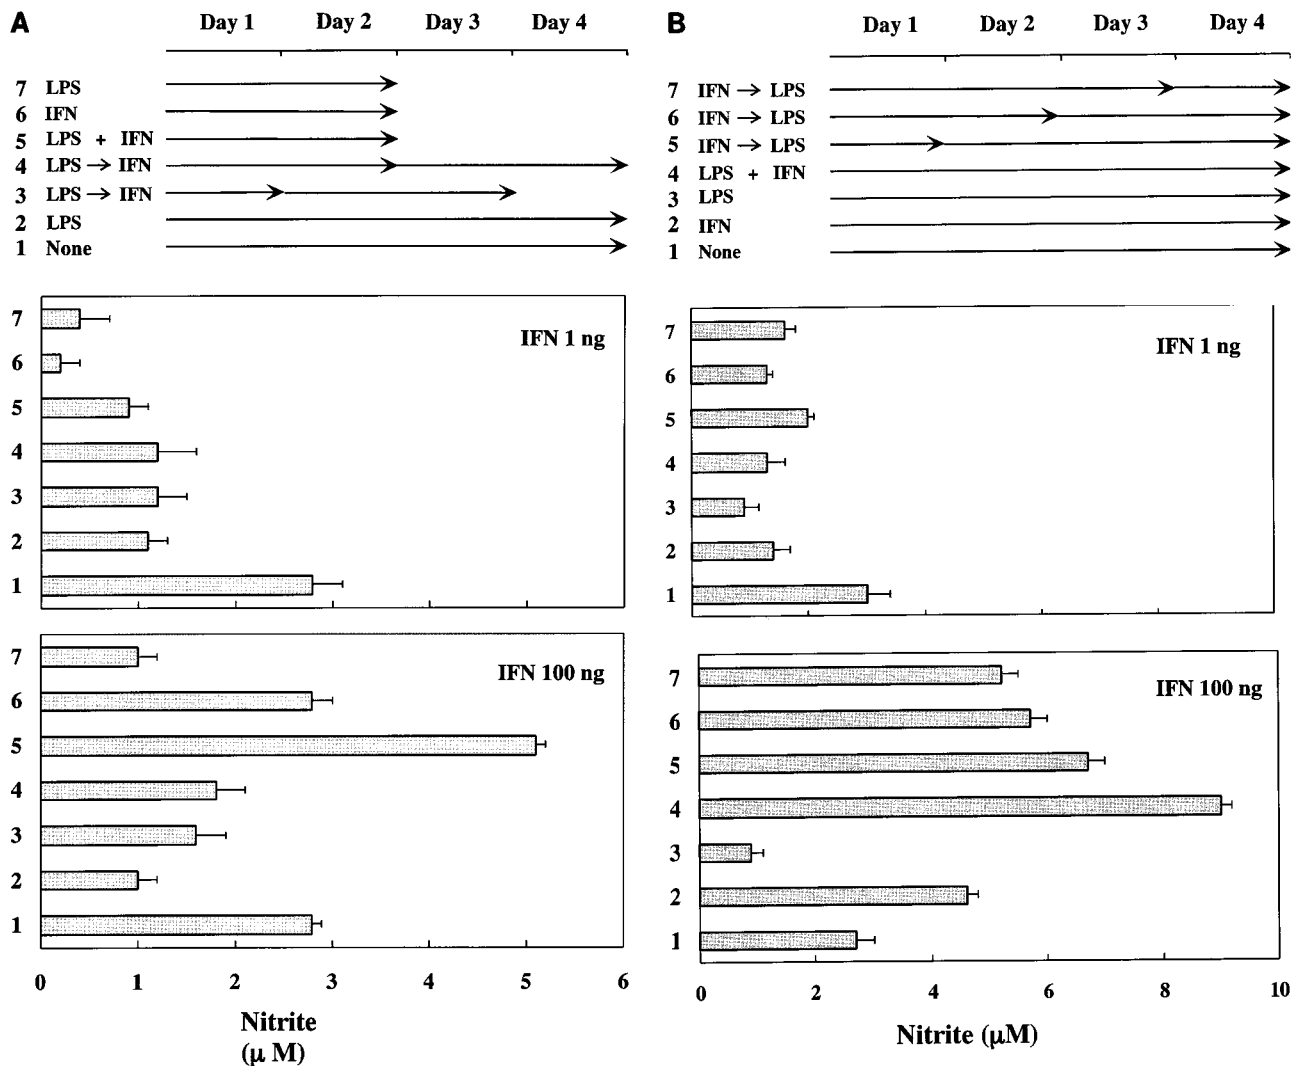 A Day 1 Day 2 Day 3 Day 4
7 LPS
6 IFN
5 LPS + IFN
4 LPS → IFN
3 LPS → IFN
2 LPS
1 None
7
IFN 1 ng
6
5
4
3
2
1
7
IFN 100 ng
6
5
4
3
2
1
0 1 2 3 4 5 6
Nitrite
(μ M)
B Day 1 Day 2 Day 3 Day 4
7 IFN → LPS
6 IFN → LPS
5 IFN → LPS
4 LPS + IFN
3 LPS
2 IFN
1 None
7
IFN 1 ng
6
5
4
3
2
1
7
IFN 100 ng
6
5
4
3
2
1
0 2 4 6 8 10
Nitrite (μM)